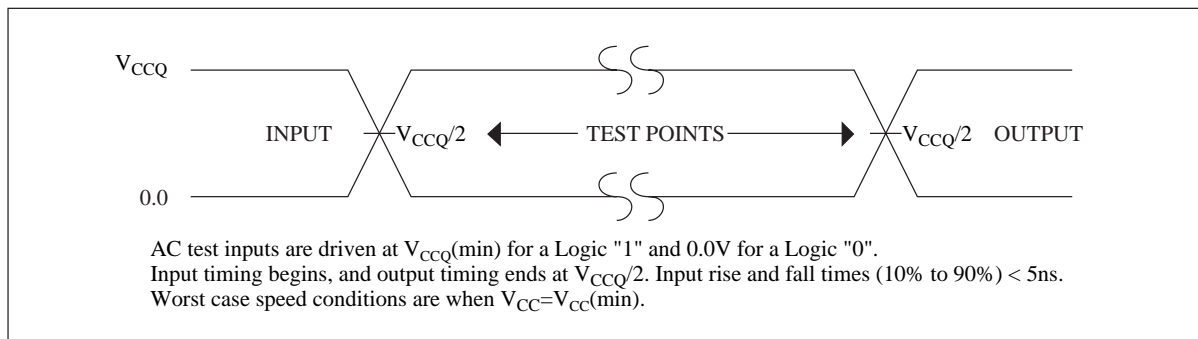 VCCQ
INPUT VCCQ/2 TEST POINTS VCCQ/2 OUTPUT
0.0
AC test inputs are driven at VCCQ(min) for a Logic "1" and 0.0V for a Logic "0".
Input timing begins, and output timing ends at VCCQ/2. Input rise and fall times (10% to 90%) < 5ns.
Worst case speed conditions are when VCC=VCC(min).